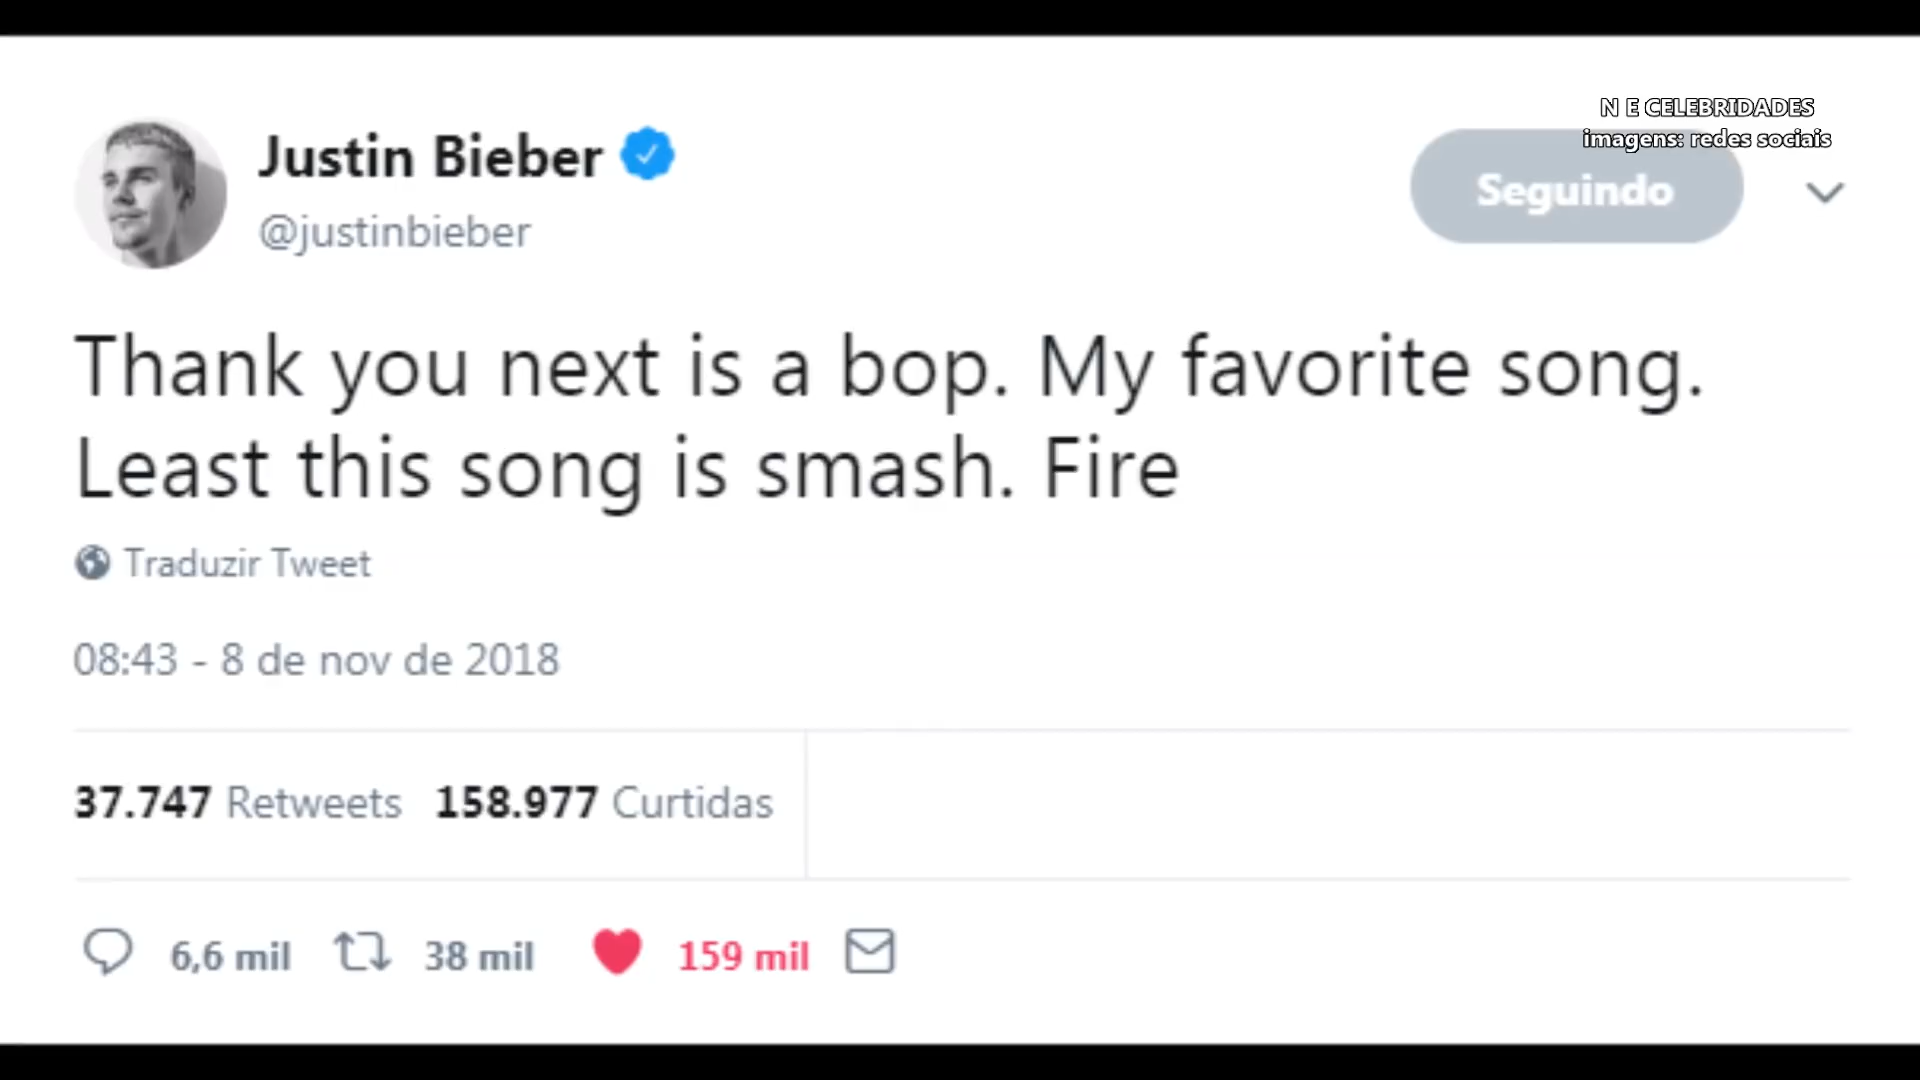 N E CELEBRIDADES
imagens: redes sociais
Justin Bieber
@justinbieber
Seguindo
Thank you next is a bop. My favorite song.
Least this song is smash. Fire
Traduzir Tweet
08:43 - 8 de nov de 2018
37.747 Retweets 158.977 Curtidas
6,6 mil 38 mil 159 mil